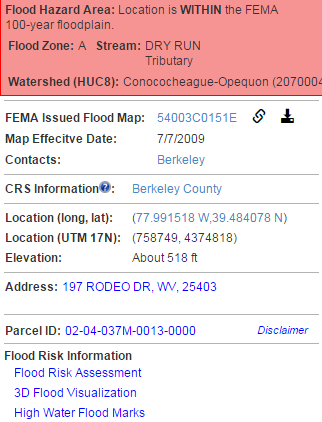 Flood Hazard Area: Location is WITHIN the FEMA
100-year floodplain.
Flood Zone: A Stream: DRY RUN
Tributary
Watershed (HUC8): Conococheague-Opequon (2070004
FEMA Issued Flood Map: 54003C0151E
Map Effecitve Date: 7/7/2009
Contacts: Berkeley
CRS Information?: Berkeley County
Location (long, lat): (77.991518 W,39.484078 N)
Location (UTM 17N): (758749, 4374818)
Elevation: About 518 ft
Address: 197 RODEO DR, WV, 25403
Parcel ID: 02-04-037M-0013-0000 Disclaimer
Flood Risk Information
Flood Risk Assessment
3D Flood Visualization
High Water Flood Marks